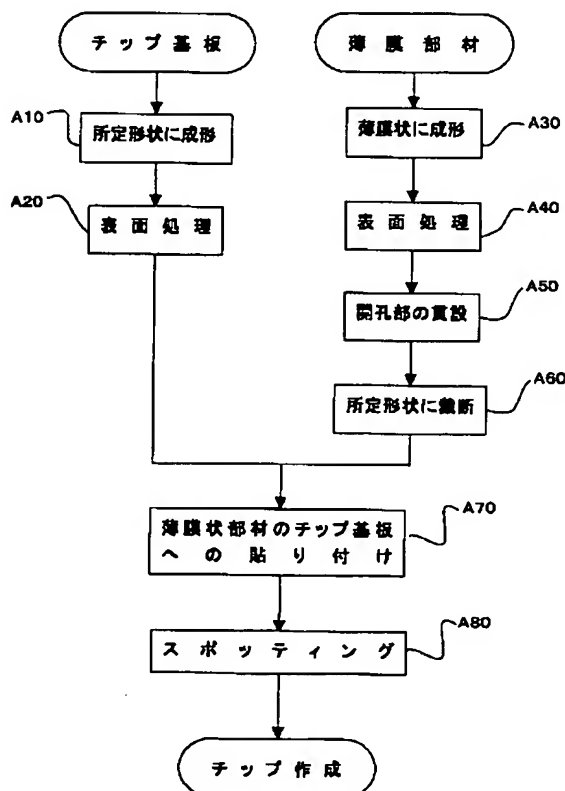 チップ基板
薄膜部材
A10
所定形状に成形
薄膜状に成形
A30
A20
表面処理
表面処理
A40
開孔部の貫設
A50
所定形状に裁断
A60
薄膜状部材のチップ基板
への貼り付け
A70
スポッティング
A80
チップ作成